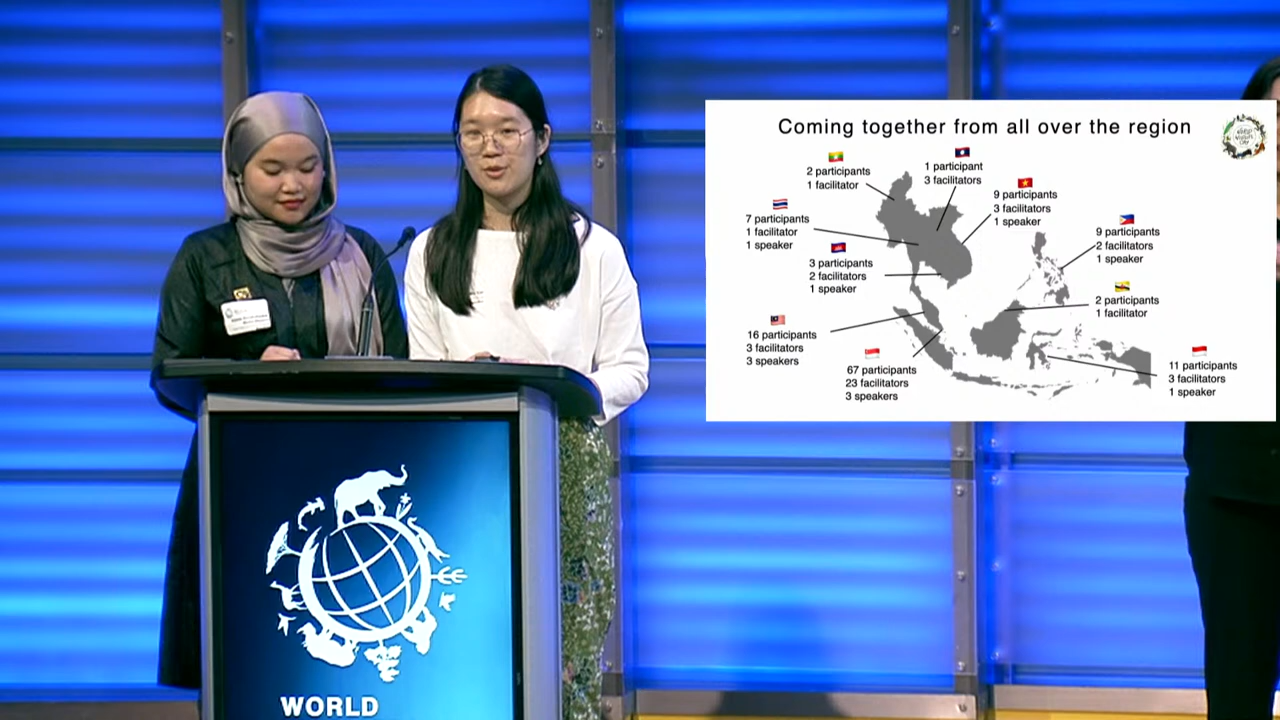 Coming together from all over the region
2 participants
1 facilitator
1 participant
3 facilitators
9 participants
3 facilitators
1 speaker
7 participants
1 facilitator
1 speaker
9 participants
2 facilitators
1 speaker
3 participants
2 facilitators
1 speaker
2 participants
1 facilitator
16 participants
3 facilitators
3 speakers
67 participants
23 facilitators
3 speakers
11 participants
3 facilitators
1 speaker
WORLD